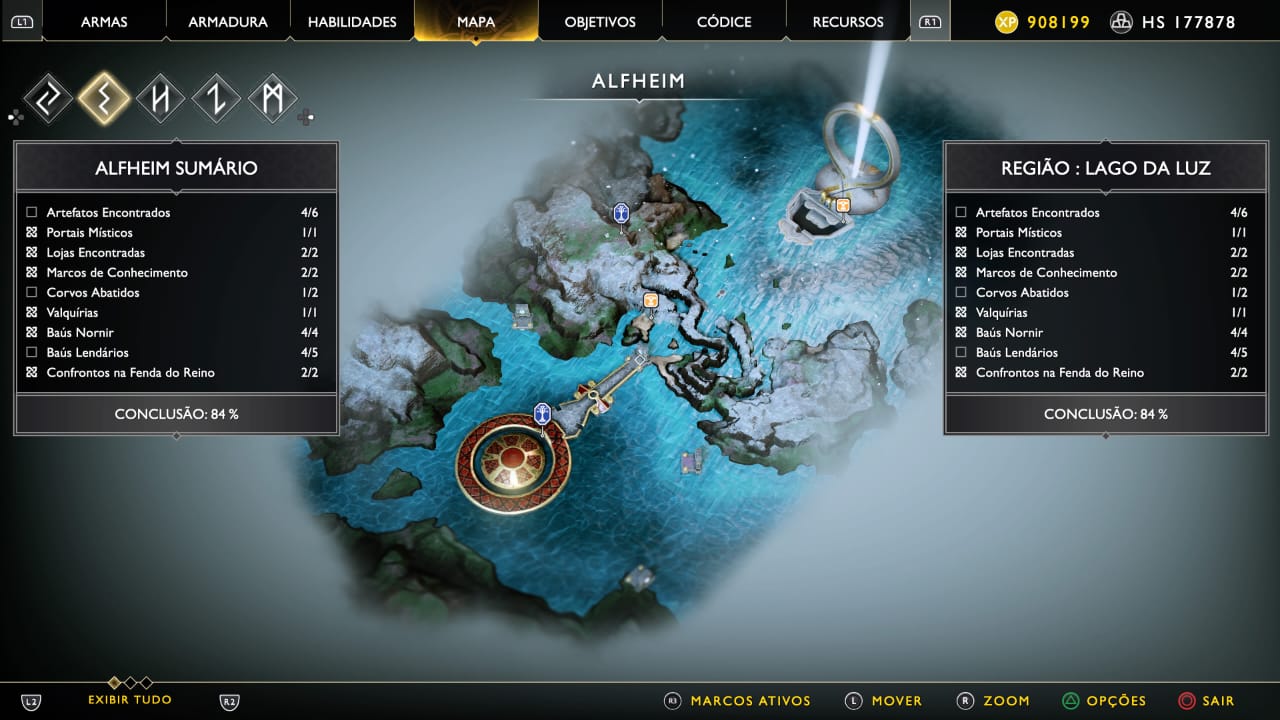 L1 ARMAS ARMADURA HABILIDADES MAPA OBJETIVOS CÓDICE RECURSOS R1 XP 908199 HS 177878
ALFHEIM
ALFHEIM SUMÁRIO
Artefatos Encontrados 4/6
Portais Místicos 1/1
Lojas Encontradas 2/2
Marcos de Conhecimento 2/2
Corvos Abatidos 1/2
Valquírias 1/1
Baús Nornir 4/4
Baús Lendários 4/5
Confrontos na Fenda do Reino 2/2
CONCLUSÃO: 84 %
REGIÃO : LAGO DA LUZ
Artefatos Encontrados 4/6
Portais Místicos 1/1
Lojas Encontradas 2/2
Marcos de Conhecimento 2/2
Corvos Abatidos 1/2
Valquírias 1/1
Baús Nornir 4/4
Baús Lendários 4/5
Confrontos na Fenda do Reino 2/2
CONCLUSÃO: 84 %
L2 EXIBIR TUDO R2 R3 MARCOS ATIVOS L MOVER R ZOOM OPÇÕES SAIR